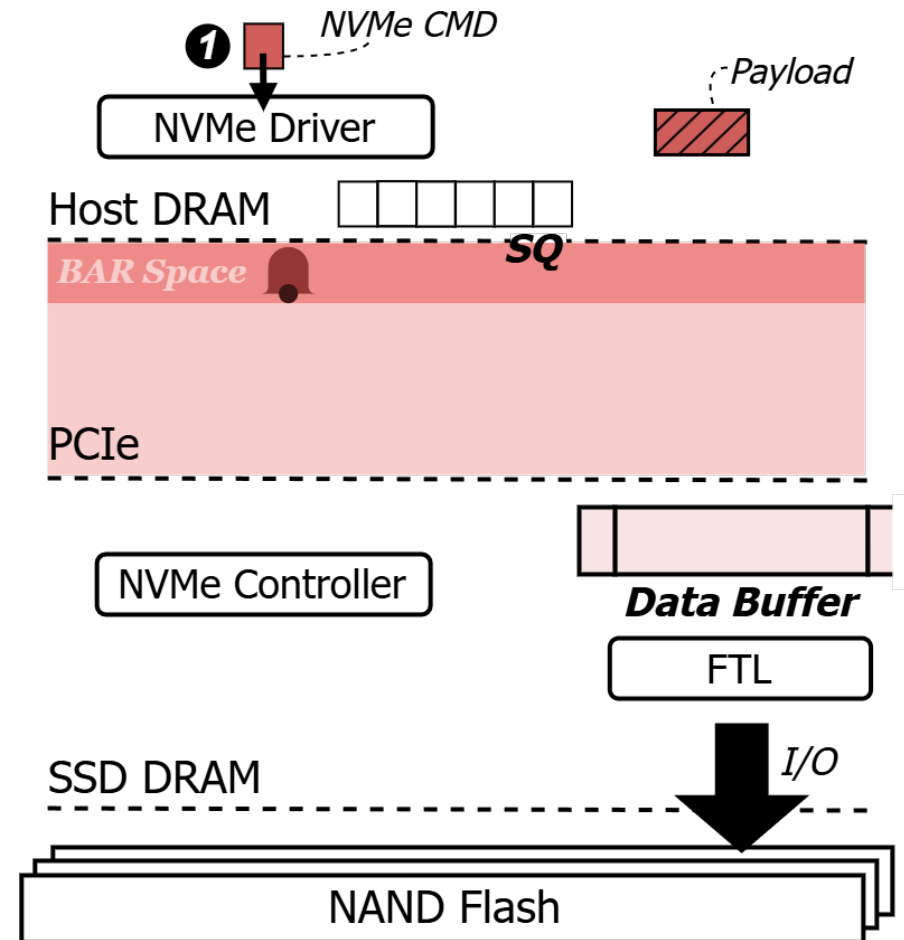 1
NVMe CMD
Payload
NVMe Driver
Host DRAM
SQ
BAR Space
PCIe
NVMe Controller
Data Buffer
FTL
I/O
SSD DRAM
NAND Flash